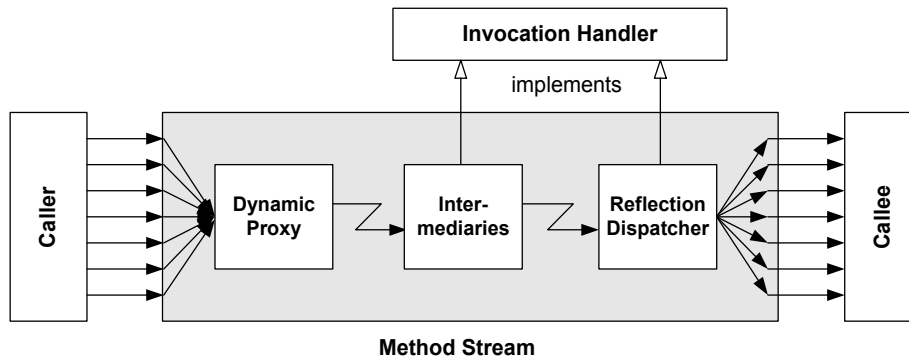 Invocation Handler
implements
Caller
Dynamic
Proxy
Inter-
mediaries
Reflection
Dispatcher
Callee
Method Stream